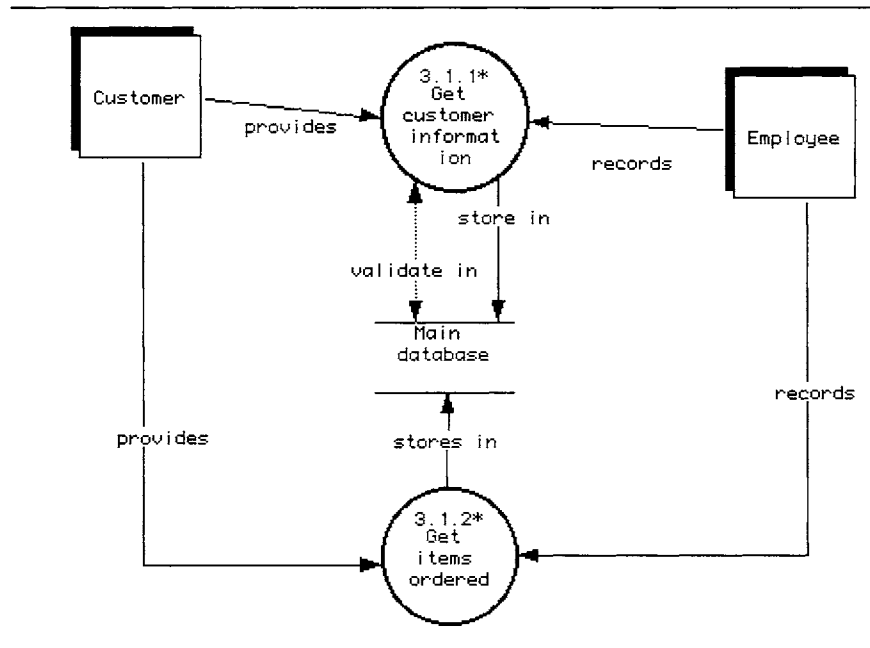 3.1.1*
Get
customer
informat
ion
Customer
provides
Employee
records
store in
validate in
Main
database
records
provides
stores in
3.1.2*
Get
items
ordered